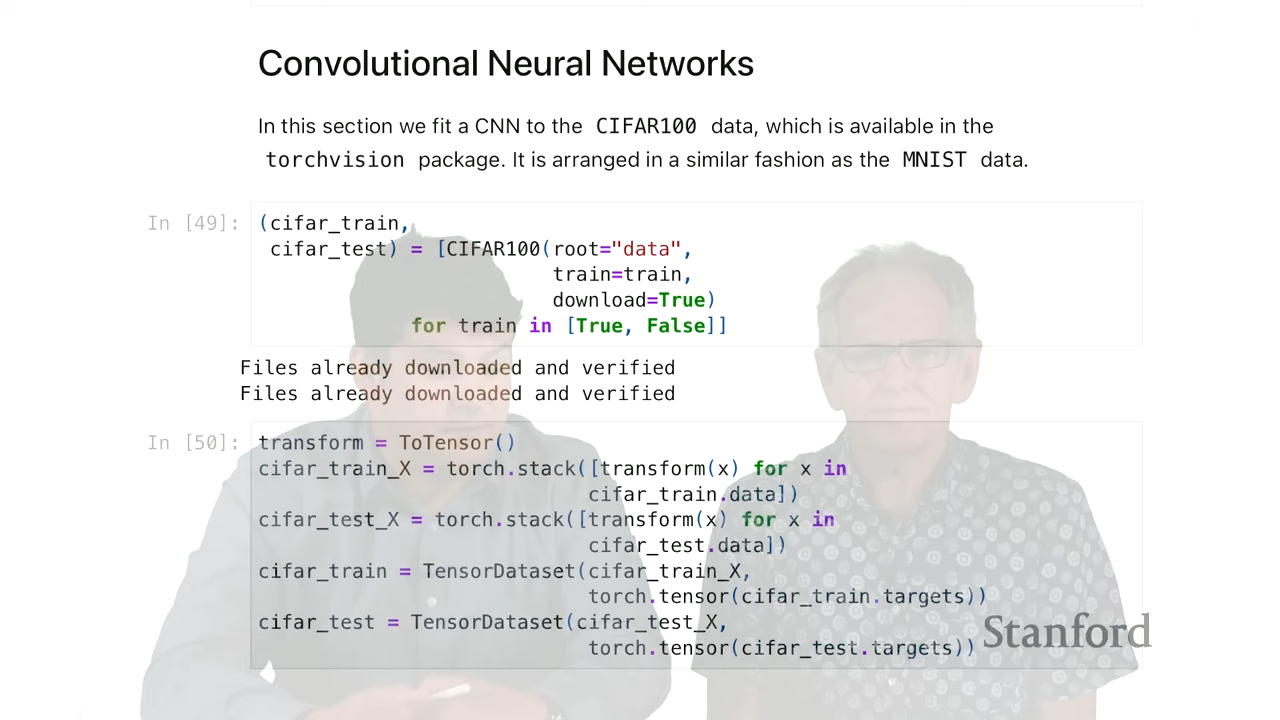 Convolutional Neural Networks
In this section we fit a CNN to the CIFAR100 data, which is available in the
torchvision package. It is arranged in a similar fashion as the MNIST data.
In [49]: (cifar_train,
cifar_test) = [CIFAR100(root="data",
train=train,
download=True)
for train in [True, False]]
Files already downloaded and verified
Files already downloaded and verified
In [50]: transform = ToTensor()
cifar_train_X = torch.stack([transform(x) for x in
cifar_train.data])
cifar_test_X = torch.stack([transform(x) for x in
cifar_test.data])
cifar_train = TensorDataset(cifar_train_X,
torch.tensor(cifar_train.targets))
cifar_test = TensorDataset(cifar_test_X,
torch.tensor(cifar_test.targets))
Stanford